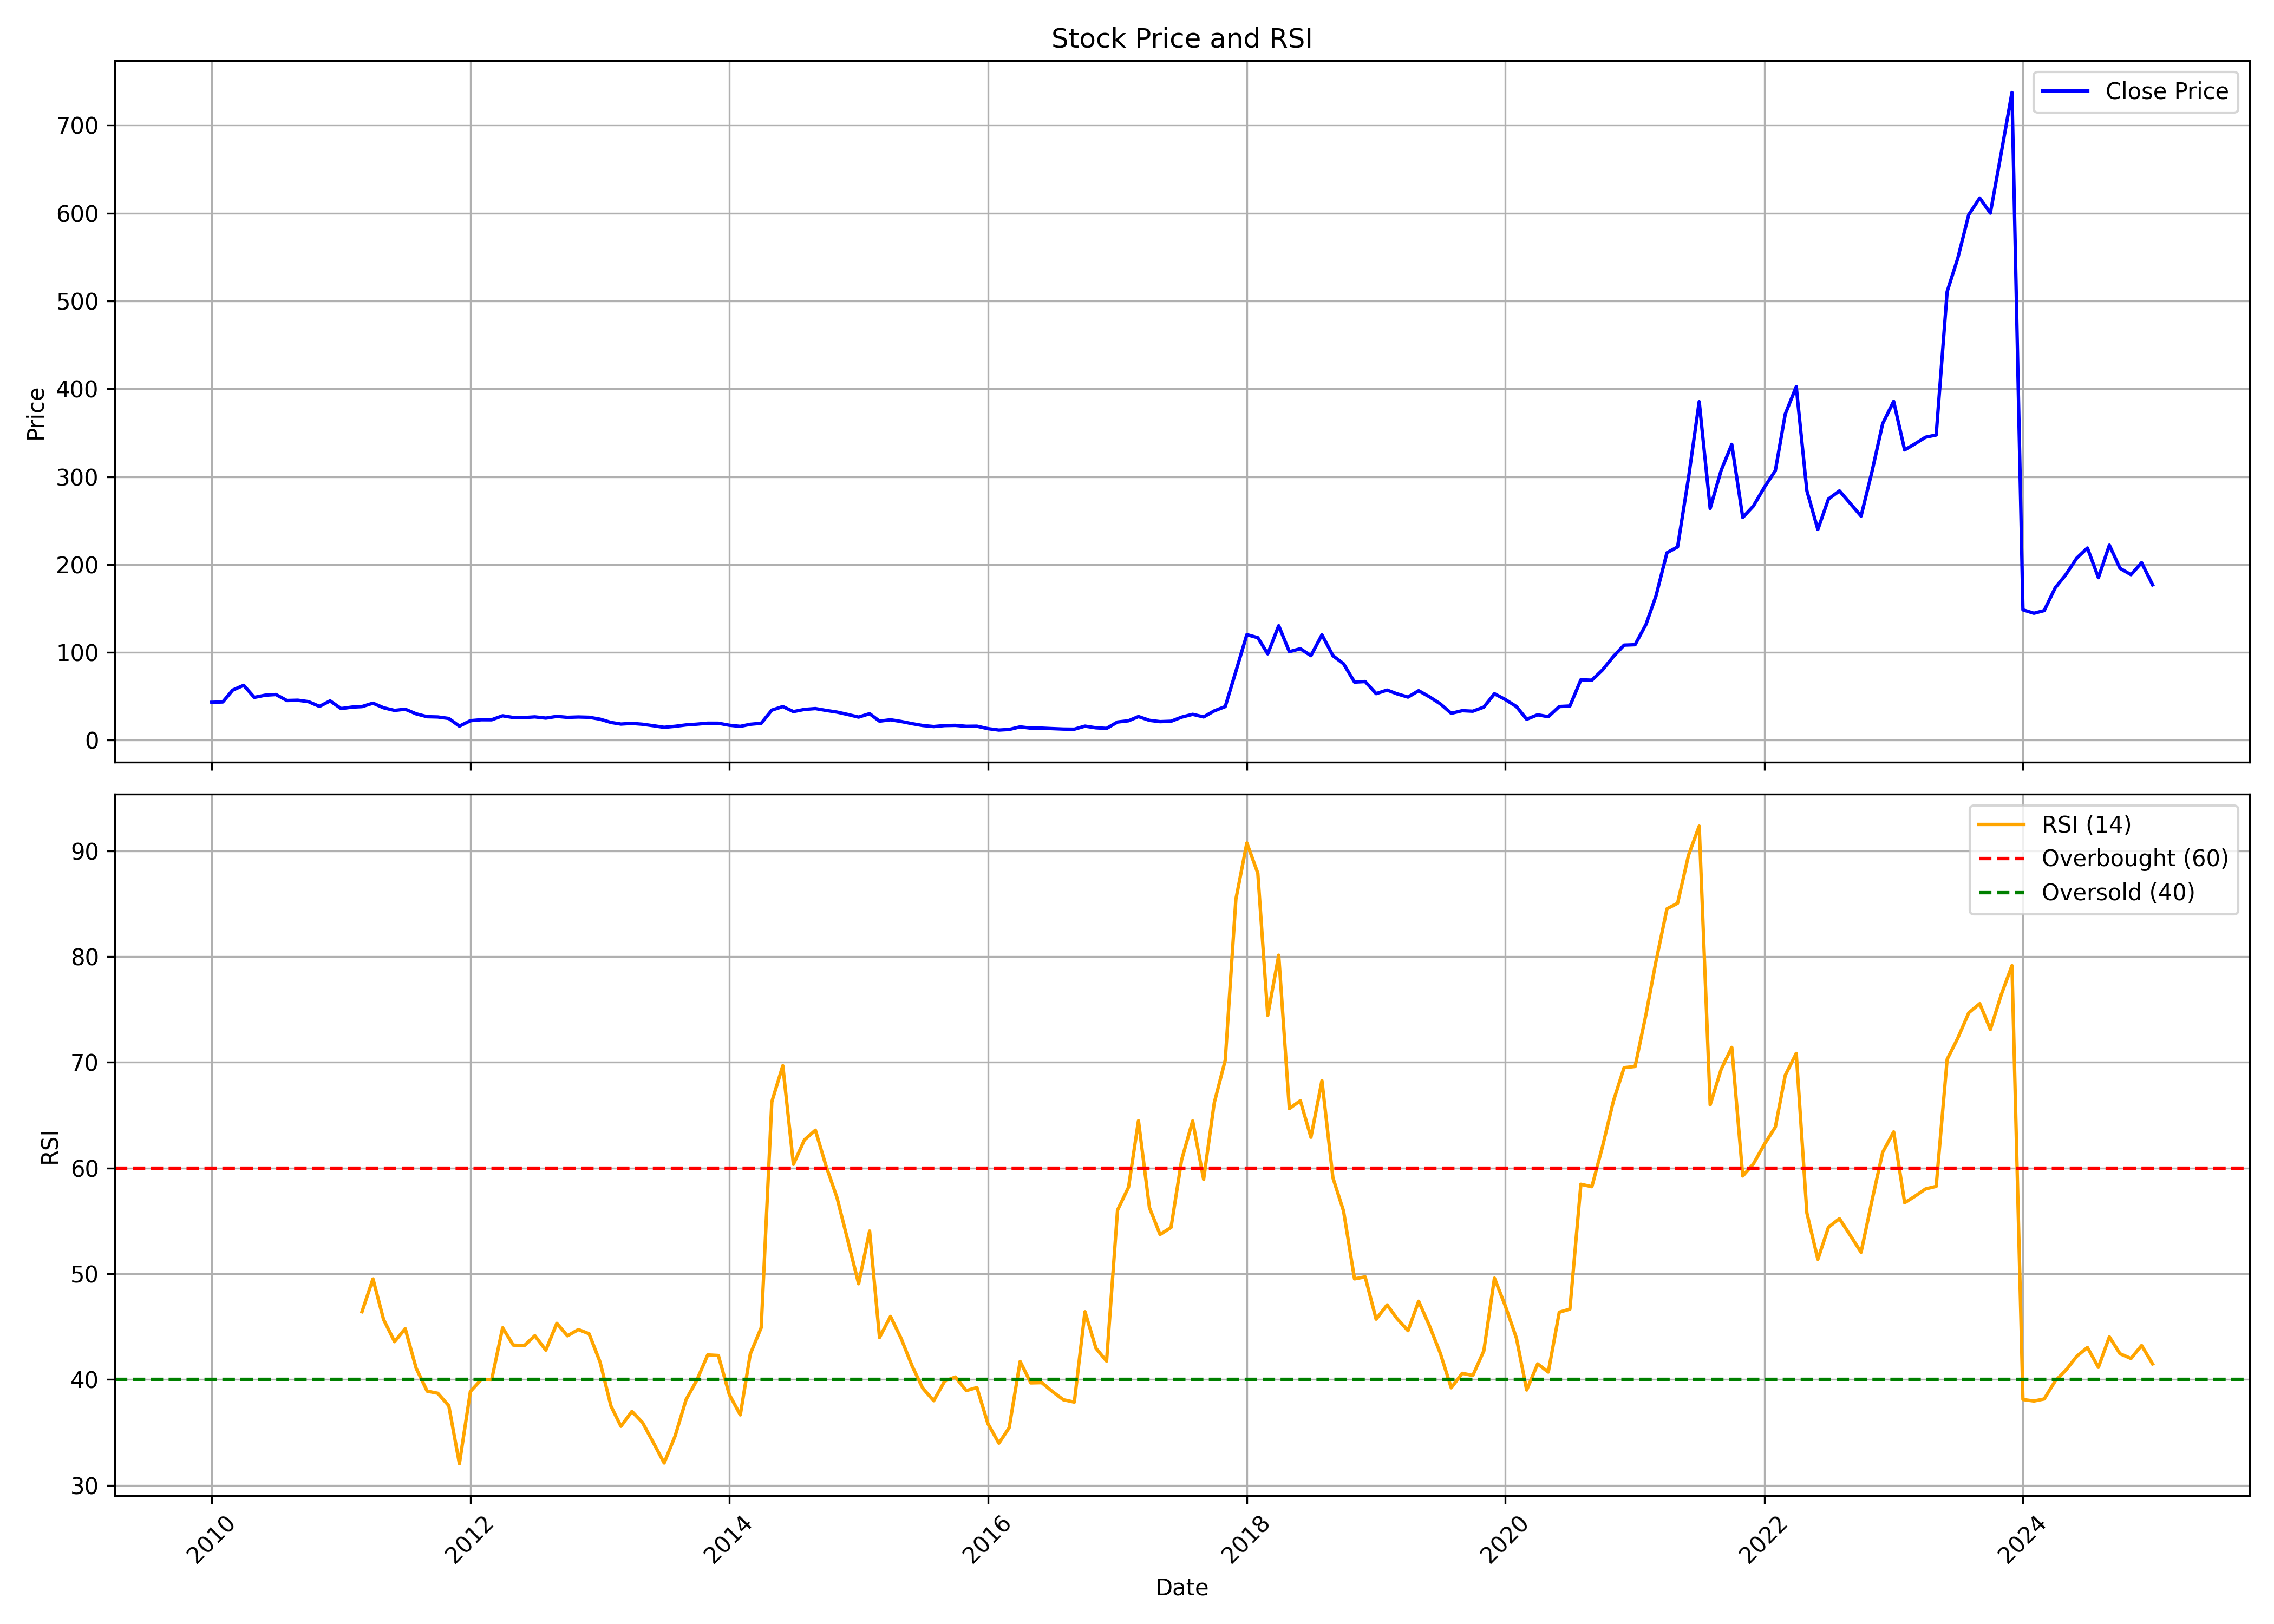 Stock Price and RSI
Close Price
700
600
500
400
300
200
100
0
Price
RSI (14)
Overbought (60)
Oversold (40)
90
80
70
60
50
40
30
RSI
2010
2012
2014
2016
2018
2020
2022
2024
Date